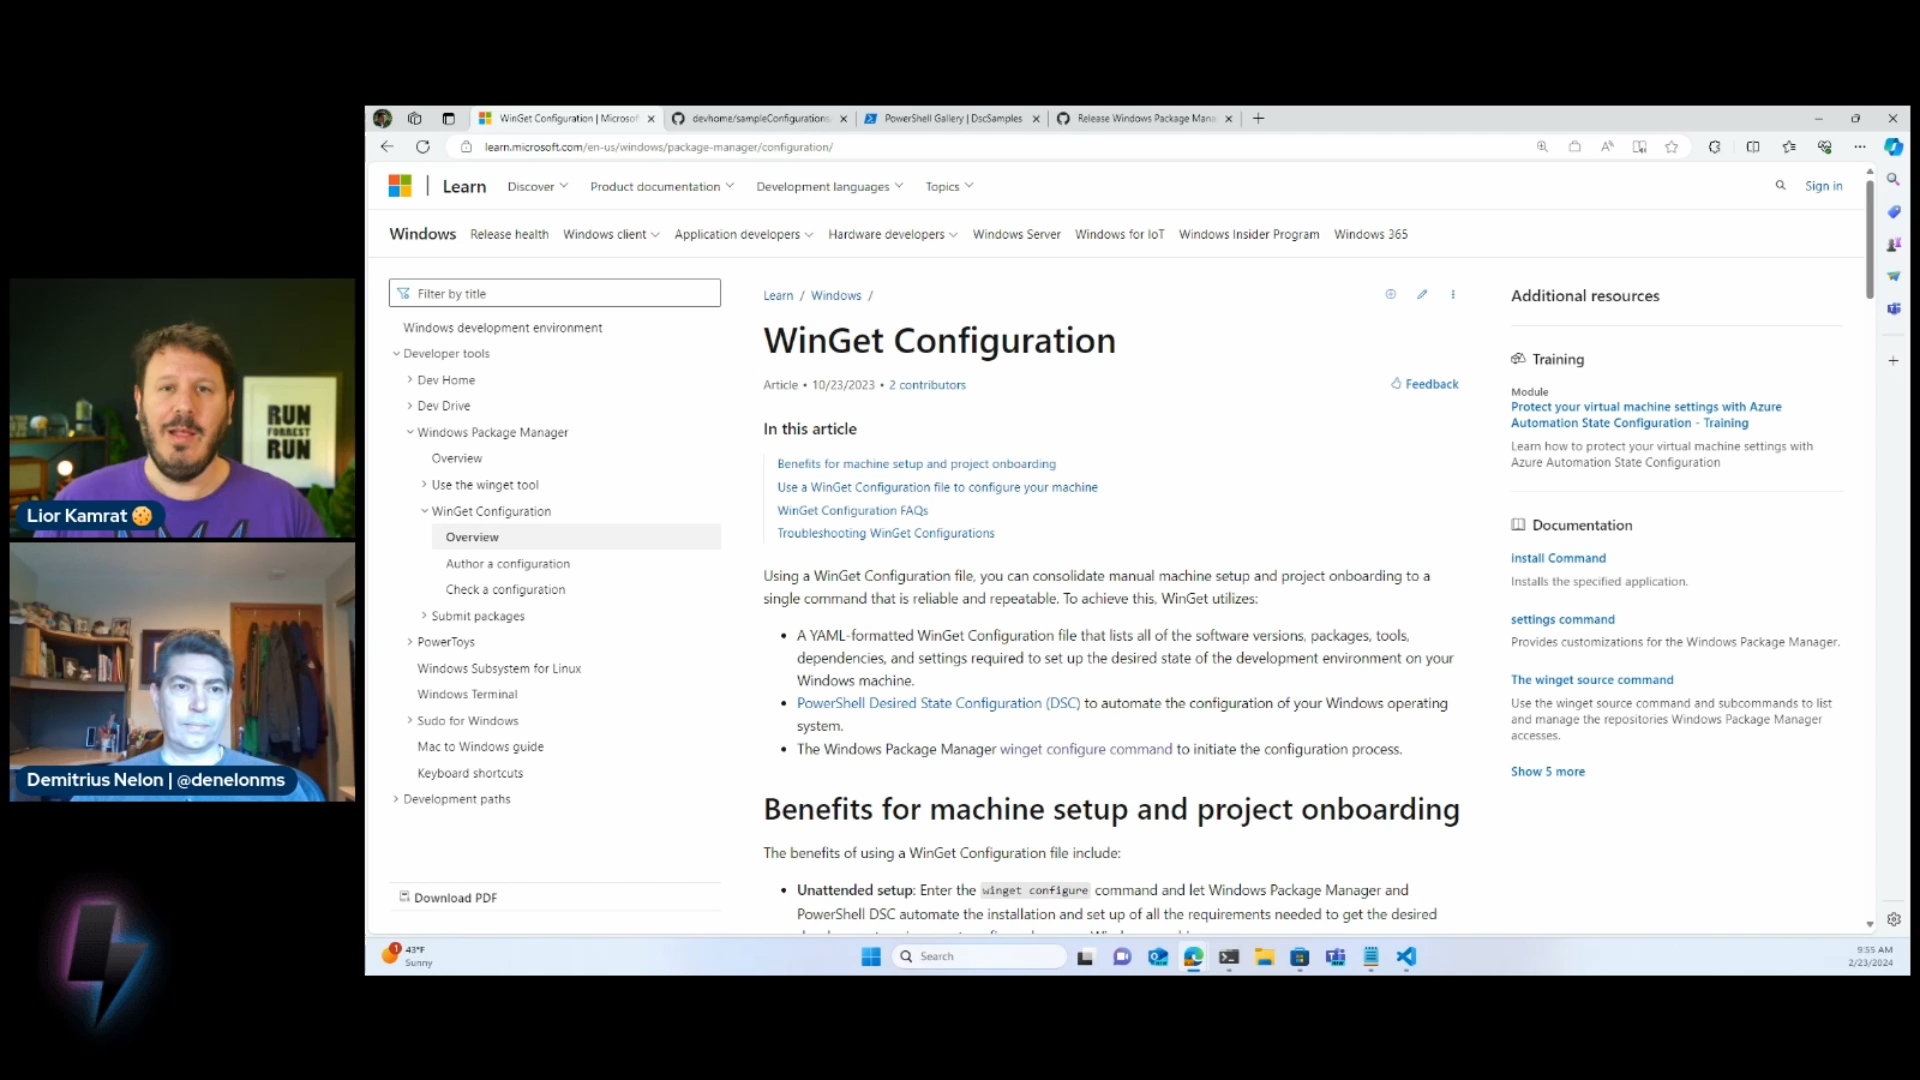 WinGet Configuration | Microsof
devhome/sampleConfigurations
PowerShell Gallery | DscSamples
Release Windows Package Mana
learn.microsoft.com/en-us/windows/package-manager/configuration/
Learn
Discover
Product documentation
Development languages
Topics
Sign in
Windows
Release health
Windows client
Application developers
Hardware developers
Windows Server
Windows for IoT
Windows Insider Program
Windows 365
Filter by title
Windows development environment
Developer tools
Dev Home
Dev Drive
Windows Package Manager
Overview
Use the winget tool
WinGet Configuration
Overview
Author a configuration
Check a configuration
Submit packages
PowerToys
Windows Subsystem for Linux
Windows Terminal
Sudo for Windows
Mac to Windows guide
Keyboard shortcuts
Development paths
Download PDF
Learn / Windows /
WinGet Configuration
Article • 10/23/2023 • 2 contributors
Feedback
In this article
Benefits for machine setup and project onboarding
Use a WinGet Configuration file to configure your machine
WinGet Configuration FAQs
Troubleshooting WinGet Configurations
Using a WinGet Configuration file, you can consolidate manual machine setup and project onboarding to a
single command that is reliable and repeatable. To achieve this, WinGet utilizes:
• A YAML-formatted WinGet Configuration file that lists all of the software versions, packages, tools,
dependencies, and settings required to set up the desired state of the development environment on your
Windows machine.
• PowerShell Desired State Configuration (DSC) to automate the configuration of your Windows operating
system.
• The Windows Package Manager winget configure command to initiate the configuration process.
Benefits for machine setup and project onboarding
The benefits of using a WinGet Configuration file include:
• Unattended setup: Enter the winget configure command and let Windows Package Manager and
PowerShell DSC automate the installation and set up of all the requirements needed to get the desired
Additional resources
Training
Module
Protect your virtual machine settings with Azure
Automation State Configuration - Training
Learn how to protect your virtual machine settings with
Azure Automation State Configuration
Documentation
install Command
Installs the specified application.
settings command
Provides customizations for the Windows Package Manager.
The winget source command
Use the winget source command and subcommands to list
and manage the repositories Windows Package Manager
accesses.
Show 5 more
RUN
FORREST
RUN
Lior Kamrat
Demitrius Nelon | @denelonms
1
43°F
Sunny
Search
9:55 AM
2/23/2024